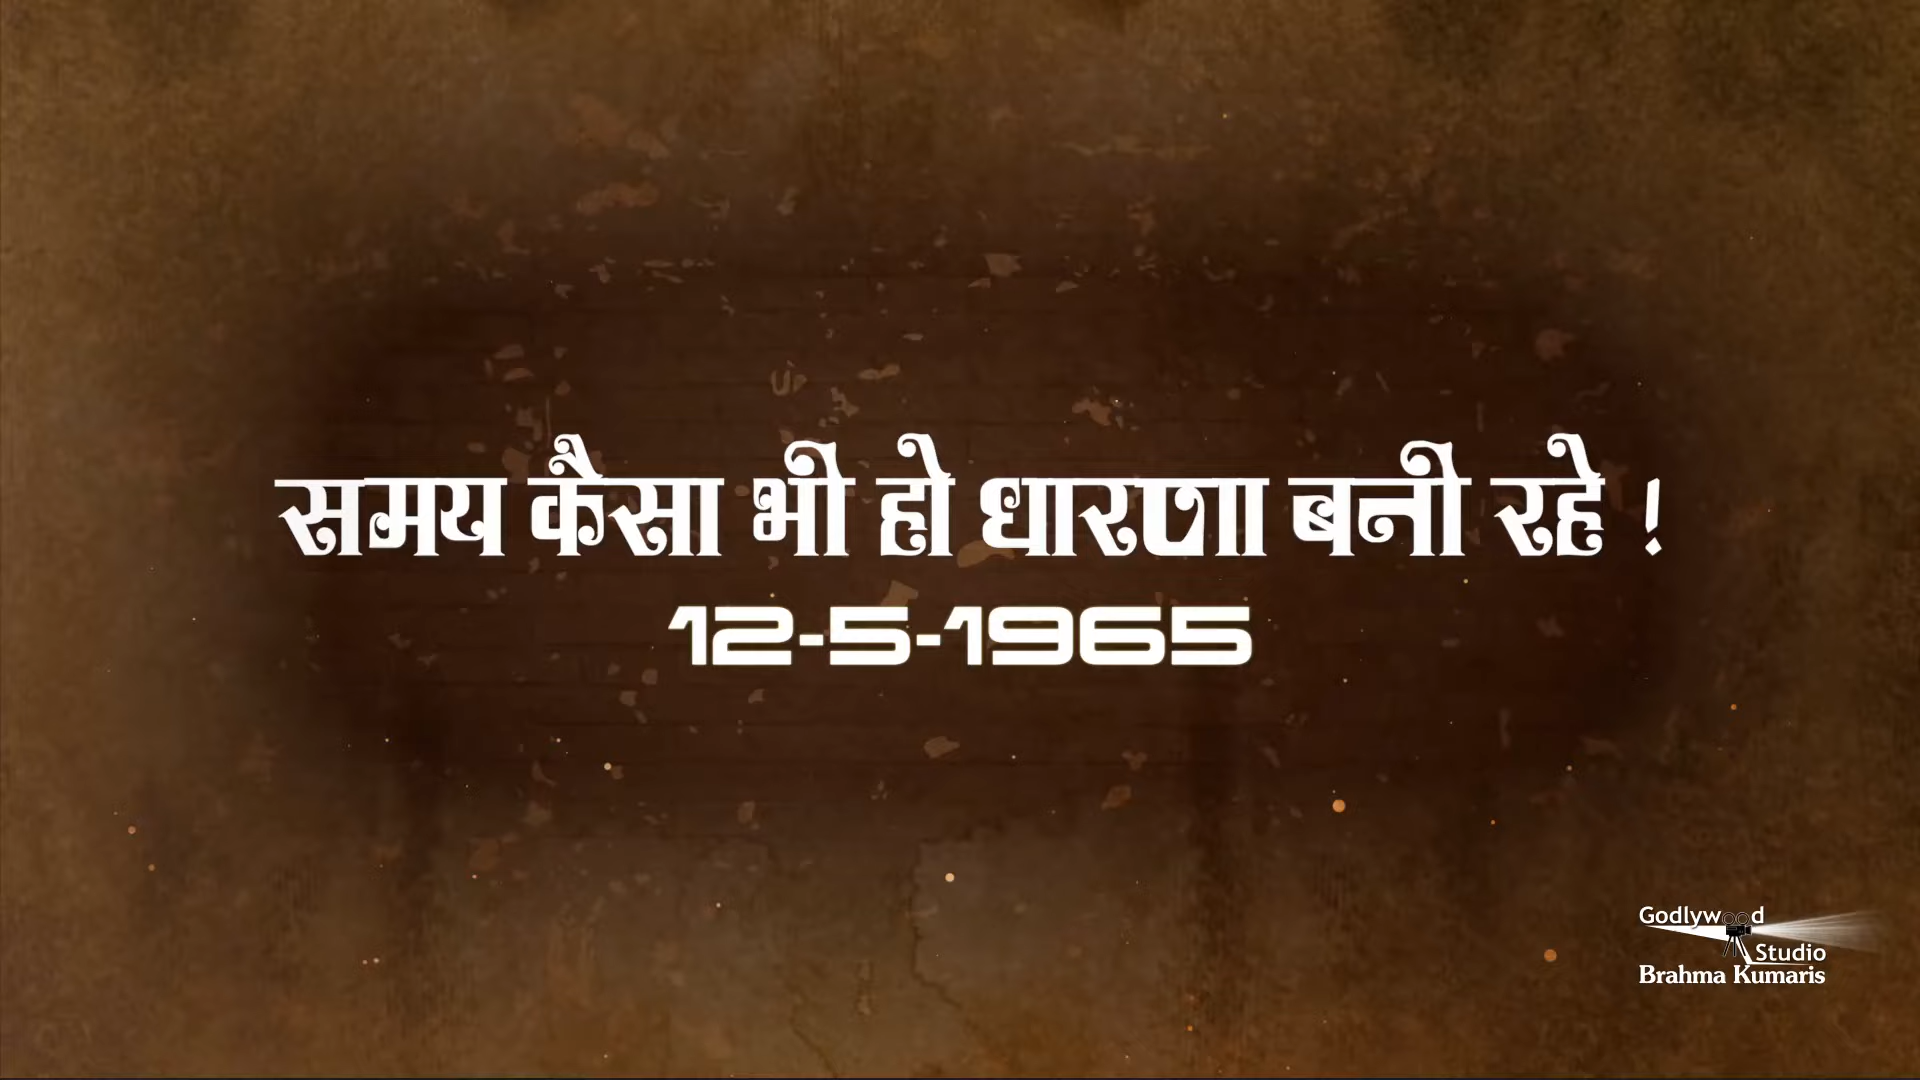 समय कैसा भी हो धारणा बनी रहे !
12-5-1965
Godlywood
Studio
Brahma Kumaris